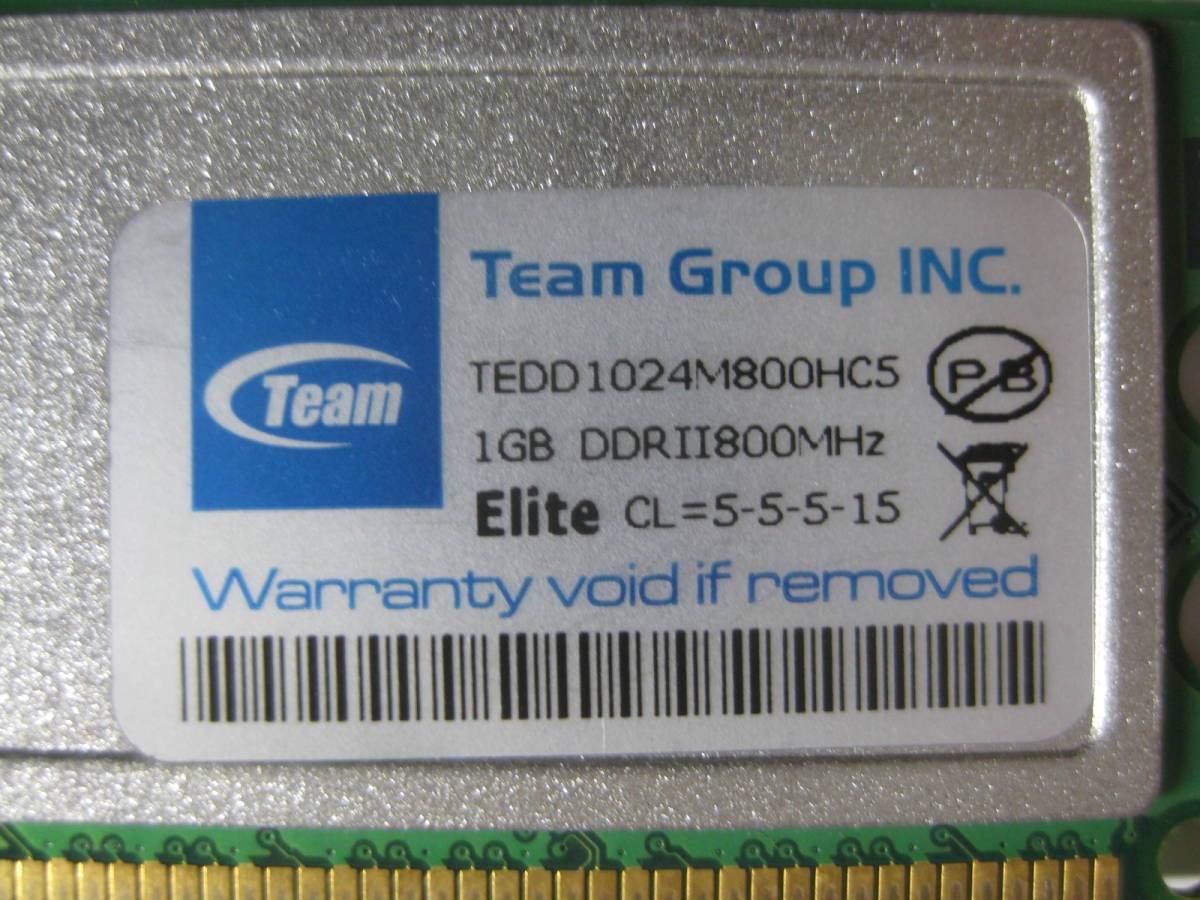 Team
Team Group INC.
TEDD1024M800HC5
PB
1GB DDRII800MHz
Elite CL=5-5-5-15
Warranty void if removed